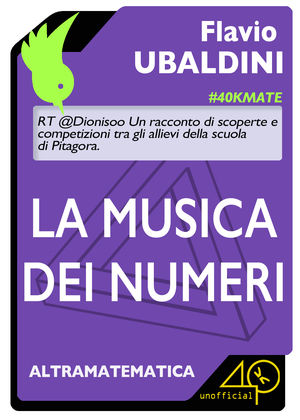 Flavio
UBALDINI
#40KMATE
RT @Dionisoo Un racconto di scoperte e
competizioni tra gli allievi della scuola
di Pitagora.
LA MUSICA
DEI NUMERI
ALTRAMATEMATICA
40K
unofficial